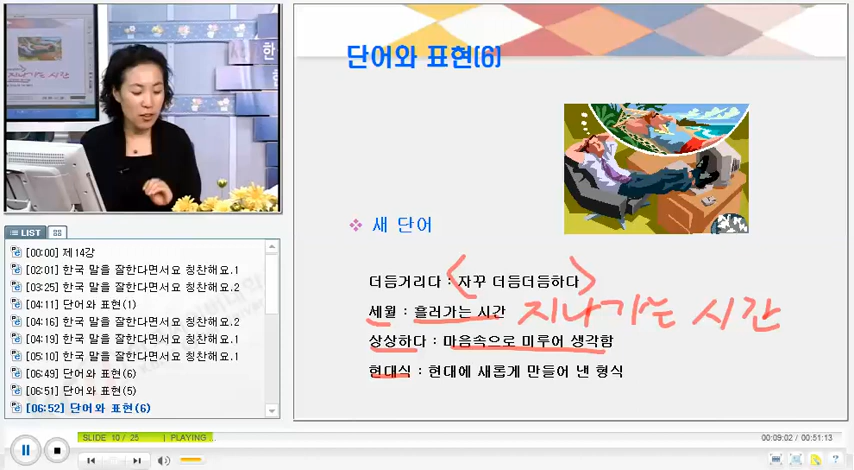 단어와 표현(6)
새 단어
더듬거리다 : 자꾸 더듬더듬하다
세월 : 흘러가는 시간 지나가는 시간
상상하다 : 마음속으로 미루어 생각함
현대식 : 현대에 새롭게 만들어 낸 형식
LIST
[00:00] 제 14강
[02:01] 한국 말을 잘한다면서요 칭찬해요.1
[03:25] 한국 말을 잘한다면서요 칭찬해요.2
[04:11] 단어와 표현(1)
[04:16] 한국 말을 잘한다면서요 칭찬해요.2
[04:19] 한국 말을 잘한다면서요 칭찬해요.1
[05:10] 한국 말을 잘한다면서요 칭찬해요.1
[06:49] 단어와 표현(6)
[06:51] 단어와 표현(5)
[06:52] 단어와 표현(6)
SLIDE 10 / 25 | PLAYING ...
00:09:02 / 00:51:13